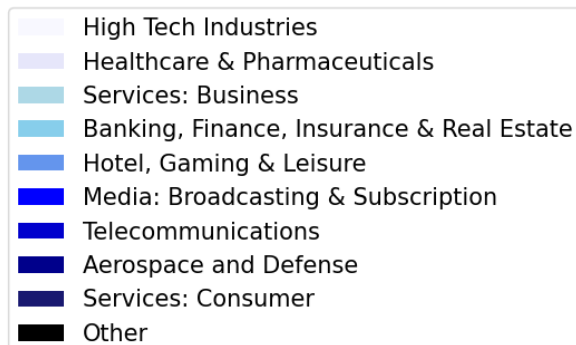 High Tech Industries
Healthcare & Pharmaceuticals
Services: Business
Banking, Finance, Insurance & Real Estate
Hotel, Gaming & Leisure
Media: Broadcasting & Subscription
Telecommunications
Aerospace and Defense
Services: Consumer
Other